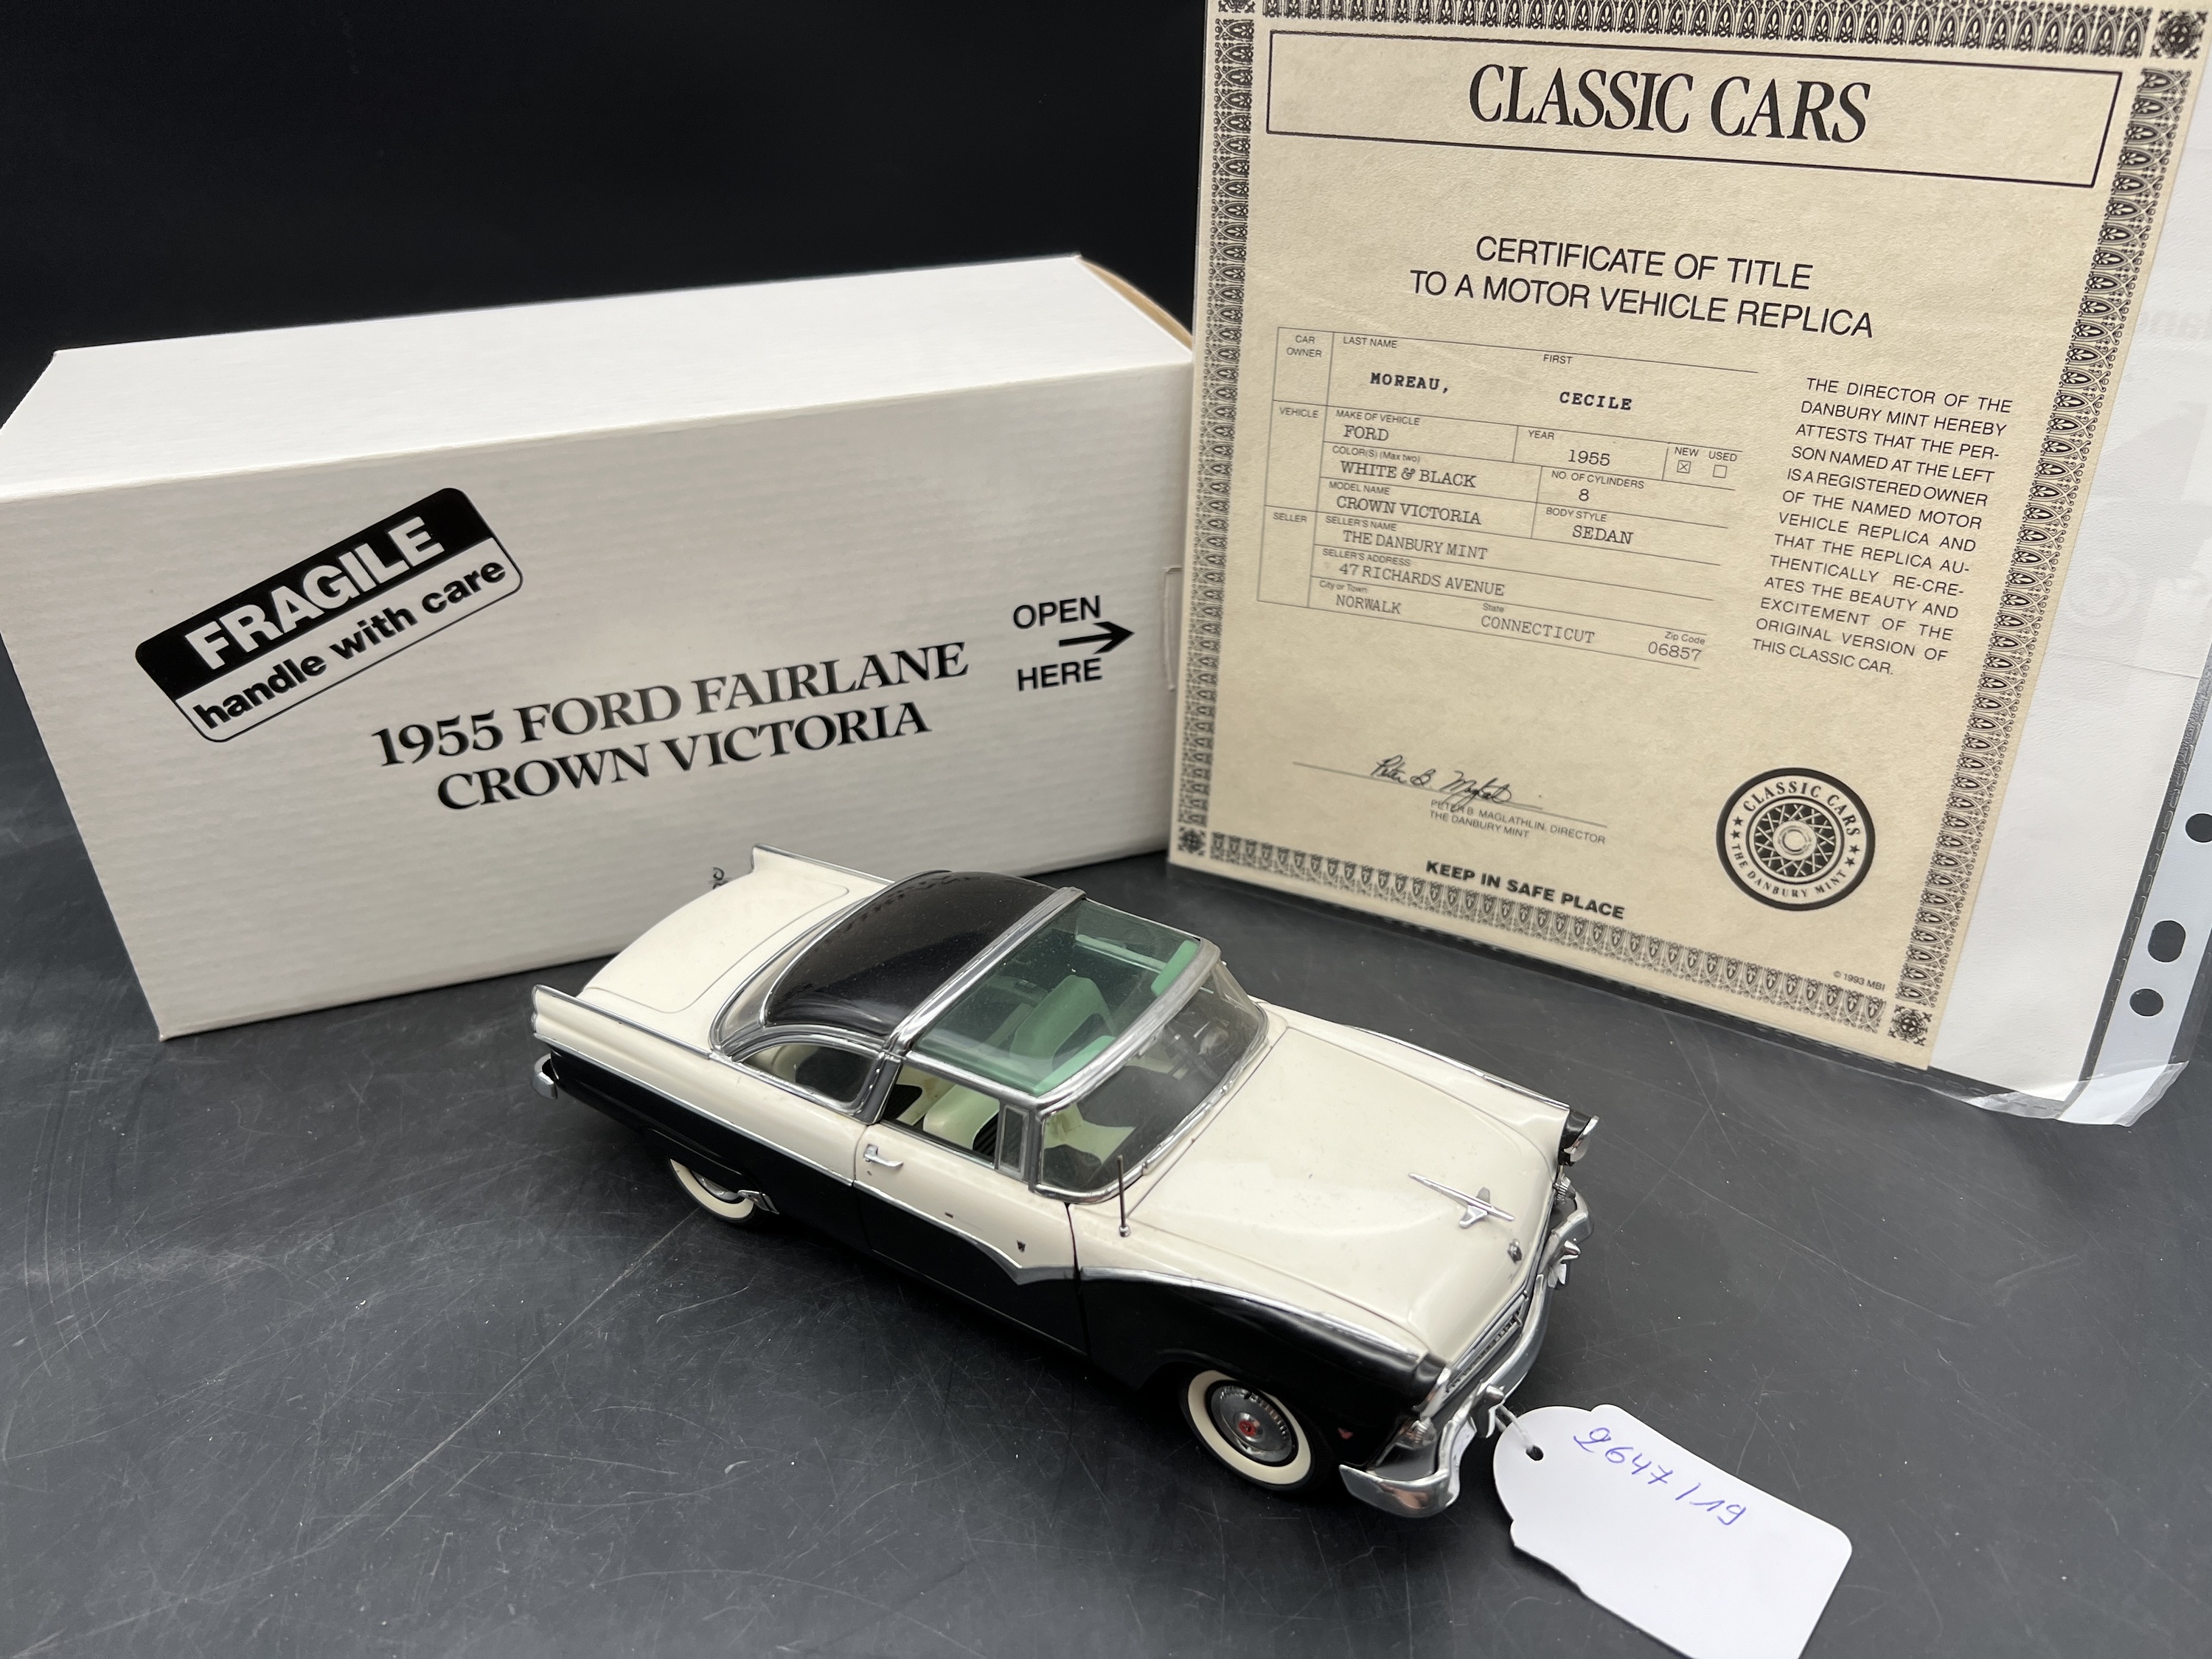 FRAGILE
handle with care
1955 FORD FAIRLANE
CROWN VICTORIA
OPEN
HERE
CLASSIC CARS
CERTIFICATE OF TITLE
TO A MOTOR VEHICLE REPLICA
CAR
OWNER
LAST NAME
FIRST
MOREAU,
CECILE
VEHICLE
MAKE OF VEHICLE
FORD
YEAR
1955
NEW
USED
COLOR(S) (Max two)
WHITE & BLACK
NO. OF CYLINDERS
8
MODEL NAME
CROWN VICTORIA
BODY STYLE
SEDAN
SELLER
SELLER'S NAME
THE DANBURY MINT
SELLER'S ADDRESS
47 RICHARDS AVENUE
City or Town
NORWALK
State
CONNECTICUT
Zip Code
06857
THE DIRECTOR OF THE
DANBURY MINT HEREBY
ATTESTS THAT THE PER-
SON NAMED AT THE LEFT
IS A REGISTERED OWNER
OF THE NAMED MOTOR
VEHICLE REPLICA AND
THAT THE REPLICA AU-
THENTICALLY RE-CRE-
ATES THE BEAUTY AND
EXCITEMENT OF THE
ORIGINAL VERSION OF
THIS CLASSIC CAR.
PETER B. MAGLATHLIN, DIRECTOR
THE DANBURY MINT
CLASSIC CARS
THE DANBURY MINT
KEEP IN SAFE PLACE
© 1993 MBI
2647/19